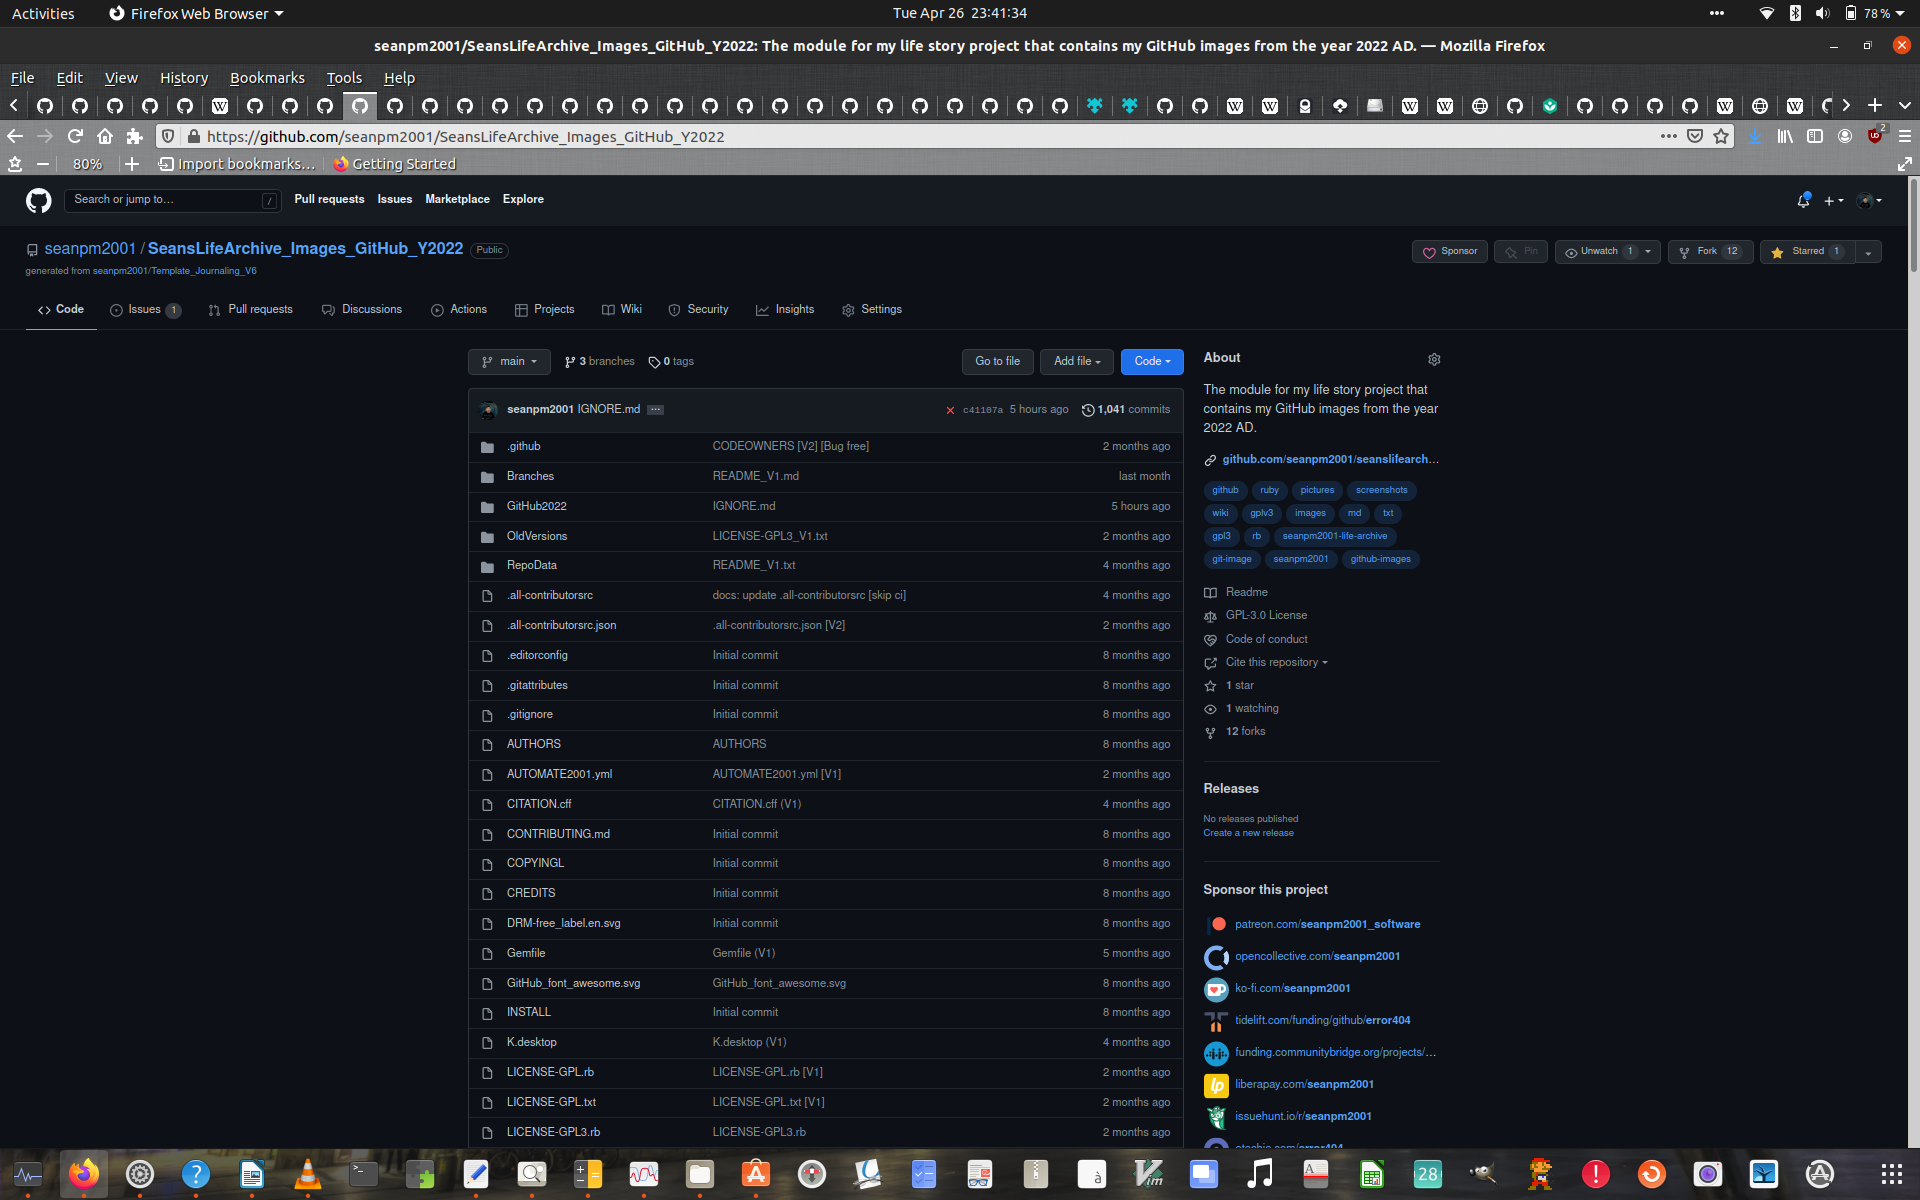 Activities Firefox Web Browser Tue Apr 26 23:41:34 78 %
seanpm2001/SeansLifeArchive_Images_GitHub_Y2022: The module for my life story project that contains my GitHub images from the year 2022 AD. — Mozilla Firefox
File Edit View History Bookmarks Tools Help
https://github.com/seanpm2001/SeansLifeArchive_Images_GitHub_Y2022 2
80% Import bookmarks… Getting Started
Search or jump to… / Pull requests Issues Marketplace Explore
seanpm2001 / SeansLifeArchive_Images_GitHub_Y2022 Public Sponsor Pin Unwatch 1 Fork 12 Starred 1
generated from seanpm2001/Template_Journaling_V6
Code Issues 1 Pull requests Discussions Actions Projects Wiki Security Insights Settings
main 3 branches 0 tags Go to file Add file Code
seanpm2001 IGNORE.md ... c41107a 5 hours ago 1,041 commits
.github CODEOWNERS [V2] [Bug free] 2 months ago
Branches README_V1.md last month
GitHub2022 IGNORE.md 5 hours ago
OldVersions LICENSE-GPL3_V1.txt 2 months ago
RepoData README_V1.txt 4 months ago
.all-contributorsrc docs: update .all-contributorsrc [skip ci] 4 months ago
.all-contributorsrc.json .all-contributorsrc.json [V2] 2 months ago
.editorconfig Initial commit 8 months ago
.gitattributes Initial commit 8 months ago
.gitignore Initial commit 8 months ago
AUTHORS AUTHORS 8 months ago
AUTOMATE2001.yml AUTOMATE2001.yml [V1] 2 months ago
CITATION.cff CITATION.cff (V1) 4 months ago
CONTRIBUTING.md Initial commit 8 months ago
COPYINGL Initial commit 8 months ago
CREDITS Initial commit 8 months ago
DRM-free_label.en.svg Initial commit 8 months ago
Gemfile Gemfile (V1) 5 months ago
GitHub_font_awesome.svg GitHub_font_awesome.svg 8 months ago
INSTALL Initial commit 8 months ago
K.desktop K.desktop (V1) 4 months ago
LICENSE-GPL.rb LICENSE-GPL.rb [V1] 2 months ago
LICENSE-GPL.txt LICENSE-GPL.txt [V1] 2 months ago
LICENSE-GPL3.rb LICENSE-GPL3.rb 2 months ago
About
The module for my life story project that
contains my GitHub images from the year
2022 AD.
github.com/seanpm2001/seanslifearch…
github ruby pictures screenshots
wiki gplv3 images md txt
gpl3 rb seanpm2001-life-archive
git-image seanpm2001 github-images
Readme
GPL-3.0 License
Code of conduct
Cite this repository
1 star
1 watching
12 forks
Releases
No releases published
Create a new release
Sponsor this project
patreon.com/seanpm2001_software
opencollective.com/seanpm2001
ko-fi.com/seanpm2001
tidelift.com/funding/github/error404
funding.communitybridge.org/projects/…
liberapay.com/seanpm2001
issuehunt.io/r/seanpm2001
28